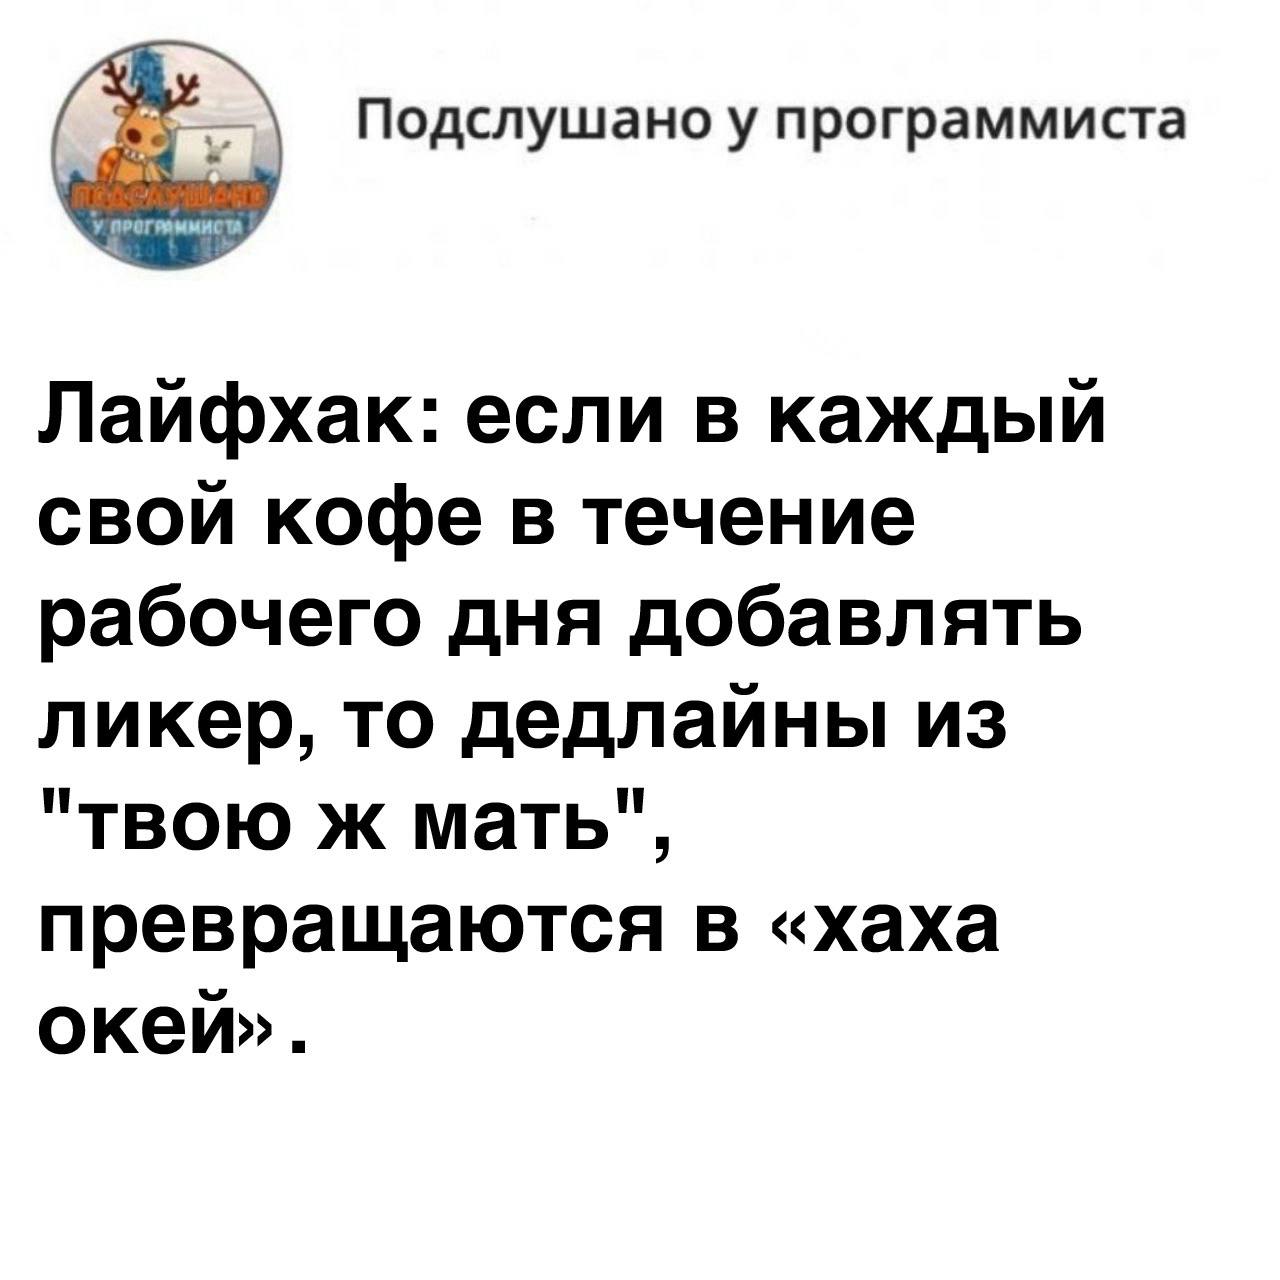 Подслушано у программиста
ПОДСЛУШАНО
У ПРОГРАММИСТА
Лайфхак: если в каждый
свой кофе в течение
рабочего дня добавлять
ликер, то дедлайны из
"твою ж мать",
превращаются в «хаха
окей».